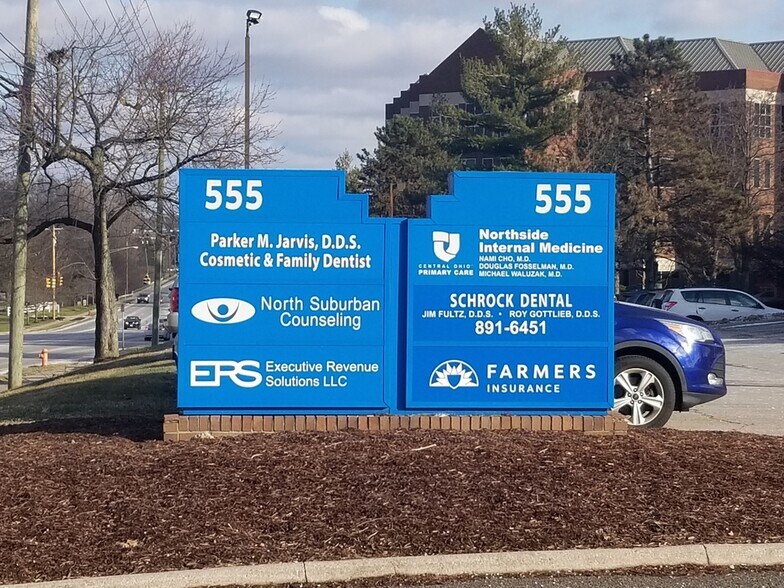 555
Parker M. Jarvis, D.D.S.
Cosmetic & Family Dentist
North Suburban
Counseling
ERS Executive Revenue
Solutions LLC
555
CENTRAL OHIO
PRIMARY CARE
Northside
Internal Medicine
NAMI CHO, M.D.
DOUGLAS FOSSELMAN, M.D.
MICHAEL WALUZAK, M.D.
SCHROCK DENTAL
JIM FULTZ, D.D.S. • ROY GOTTLIEB, D.D.S.
891-6451
FARMERS
INSURANCE